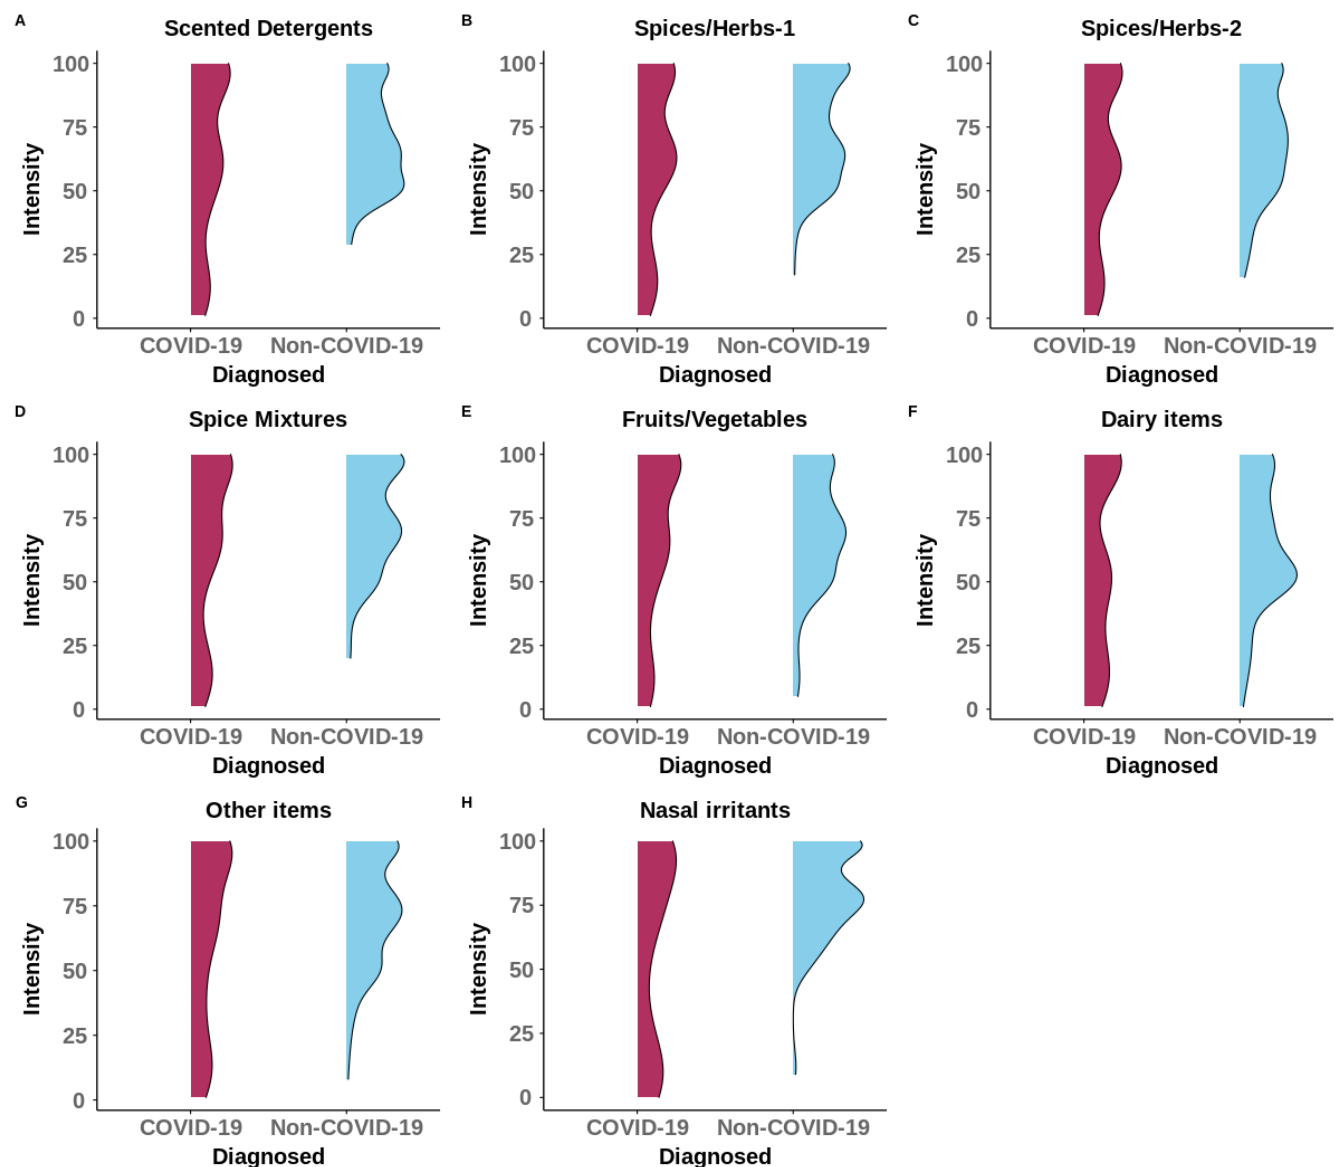 A
Scented Detergents
100
75
50
25
0
Intensity
COVID-19 Non-COVID-19
Diagnosed
B
Spices/Herbs-1
100
75
50
25
0
Intensity
COVID-19 Non-COVID-19
Diagnosed
C
Spices/Herbs-2
100
75
50
25
0
Intensity
COVID-19 Non-COVID-19
Diagnosed
D
Spice Mixtures
100
75
50
25
0
Intensity
COVID-19 Non-COVID-19
Diagnosed
E
Fruits/Vegetables
100
75
50
25
0
Intensity
COVID-19 Non-COVID-19
Diagnosed
F
Dairy items
100
75
50
25
0
Intensity
COVID-19 Non-COVID-19
Diagnosed
G
Other items
100
75
50
25
0
Intensity
COVID-19 Non-COVID-19
Diagnosed
H
Nasal irritants
100
75
50
25
0
Intensity
COVID-19 Non-COVID-19
Diagnosed